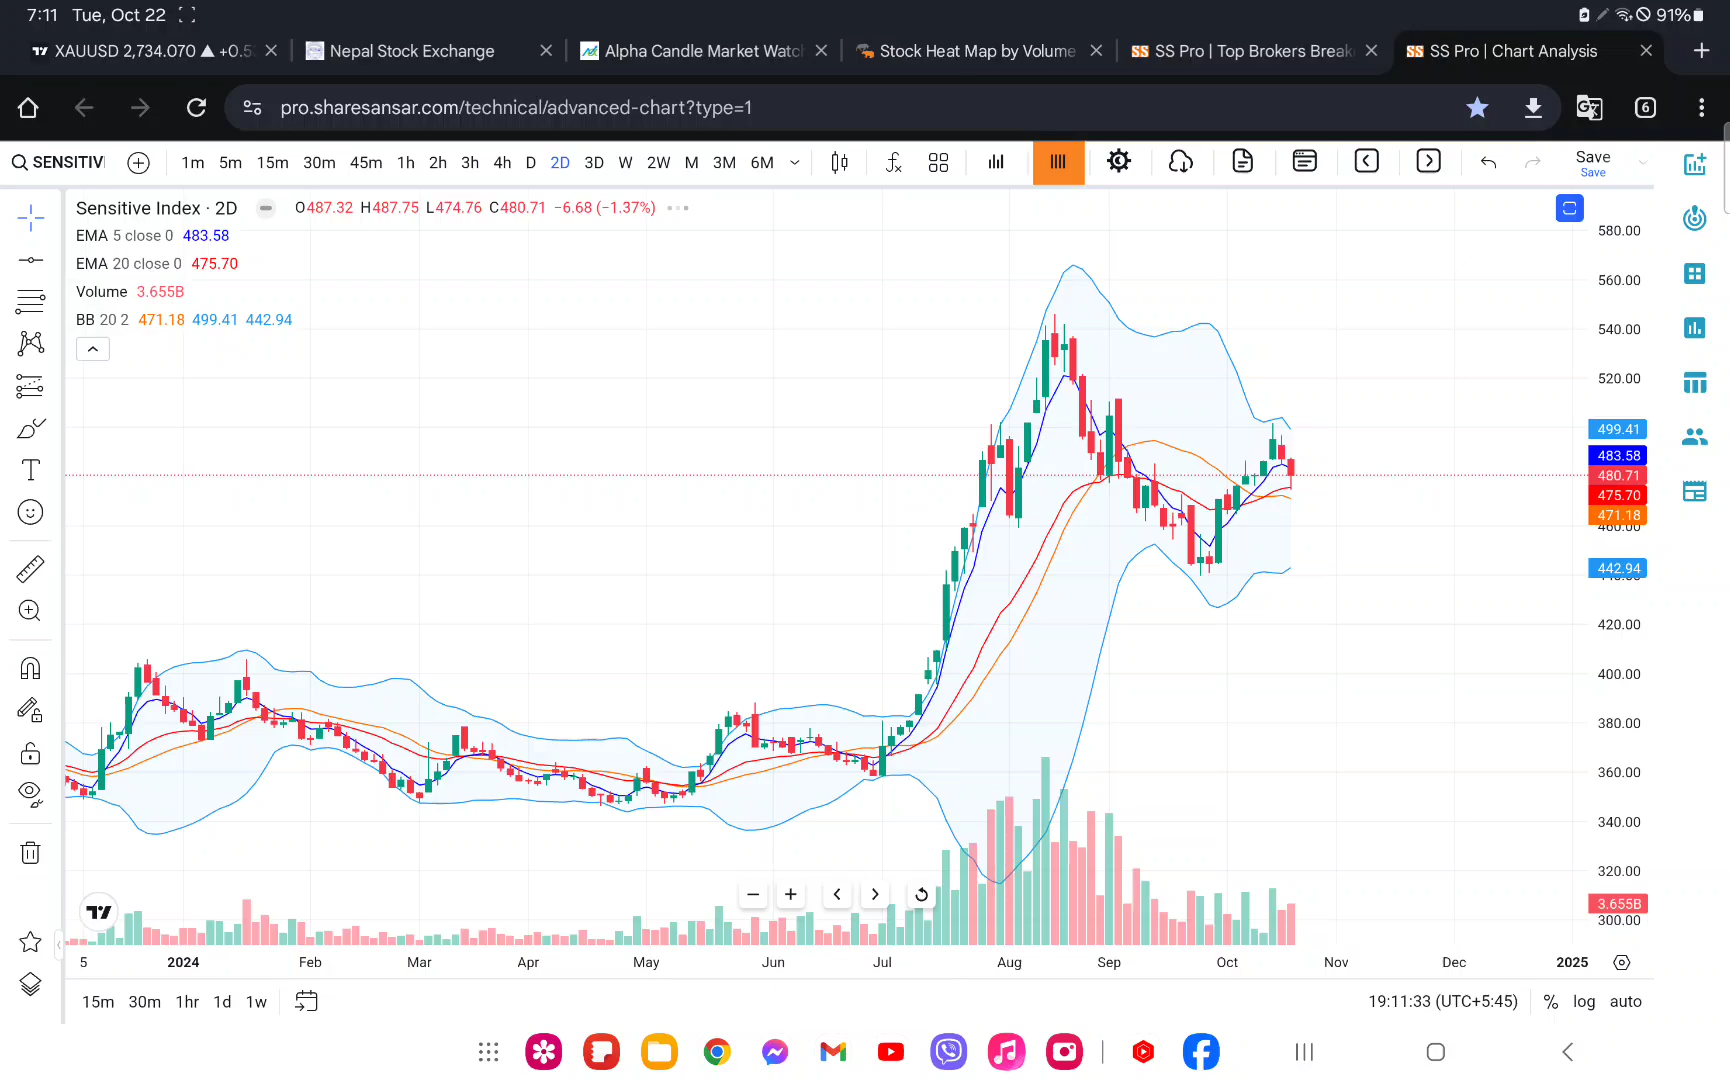 7:11 Tue, Oct 22 91%
XAUUSD 2,734.070 ▲ +0.5
Nepal Stock Exchange
Alpha Candle Market Watch
Stock Heat Map by Volume
SS Pro | Top Brokers Break
SS Pro | Chart Analysis
pro.sharesansar.com/technical/advanced-chart?type=1
6
SENSITIV 1m 5m 15m 30m 45m 1h 2h 3h 4h D 2D 3D W 2W M 3M 6M Save
Save
Sensitive Index · 2D O487.32 H487.75 L474.76 C480.71 −6.68 (−1.37%)
EMA 5 close 0 483.58
EMA 20 close 0 475.70
Volume 3.655B
BB 20 2 471.18 499.41 442.94
580.00
560.00
540.00
520.00
499.41
483.58
480.71
475.70
471.18
460.00
442.94
420.00
400.00
380.00
360.00
340.00
320.00
3.655B
300.00
5 2024 Feb Mar Apr May Jun Jul Aug Sep Oct Nov Dec 2025
15m 30m 1hr 1d 1w 19:11:33 (UTC+5:45) % log auto